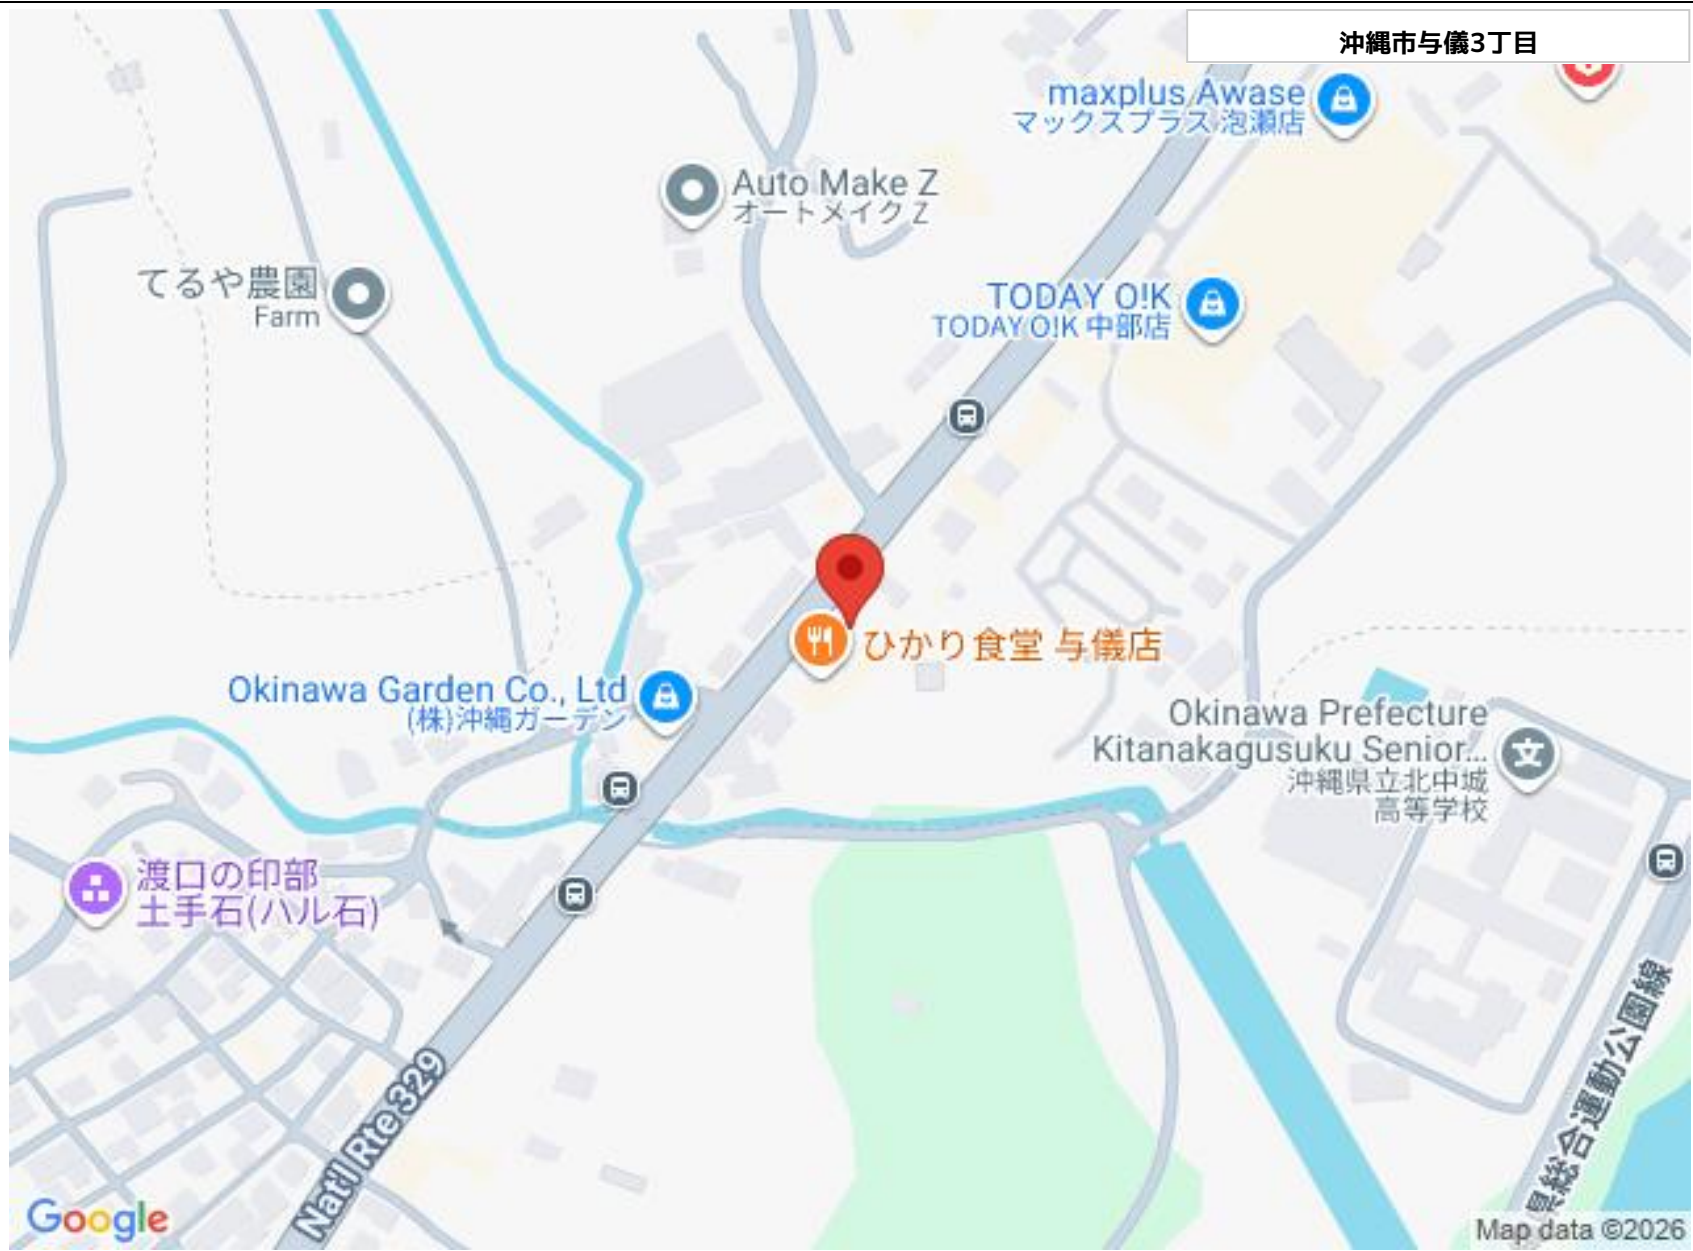 沖縄市与儀3丁目
maxplus Awase
マックスプラス 泡瀬店
Auto Make Z
オートメイク Z
てるや農園
Farm
TODAY O!K
TODAY O!K 中部店
ひかり食堂 与儀店
Okinawa Garden Co., Ltd
(株)沖縄ガーデン
Okinawa Prefecture
Kitanakagusuku Senior...
沖縄県立北中城
高等学校
渡口の印部
土手石(ハル石)
Nat'l Rte 329
県総合運動公園線
Google
Map data ©2026